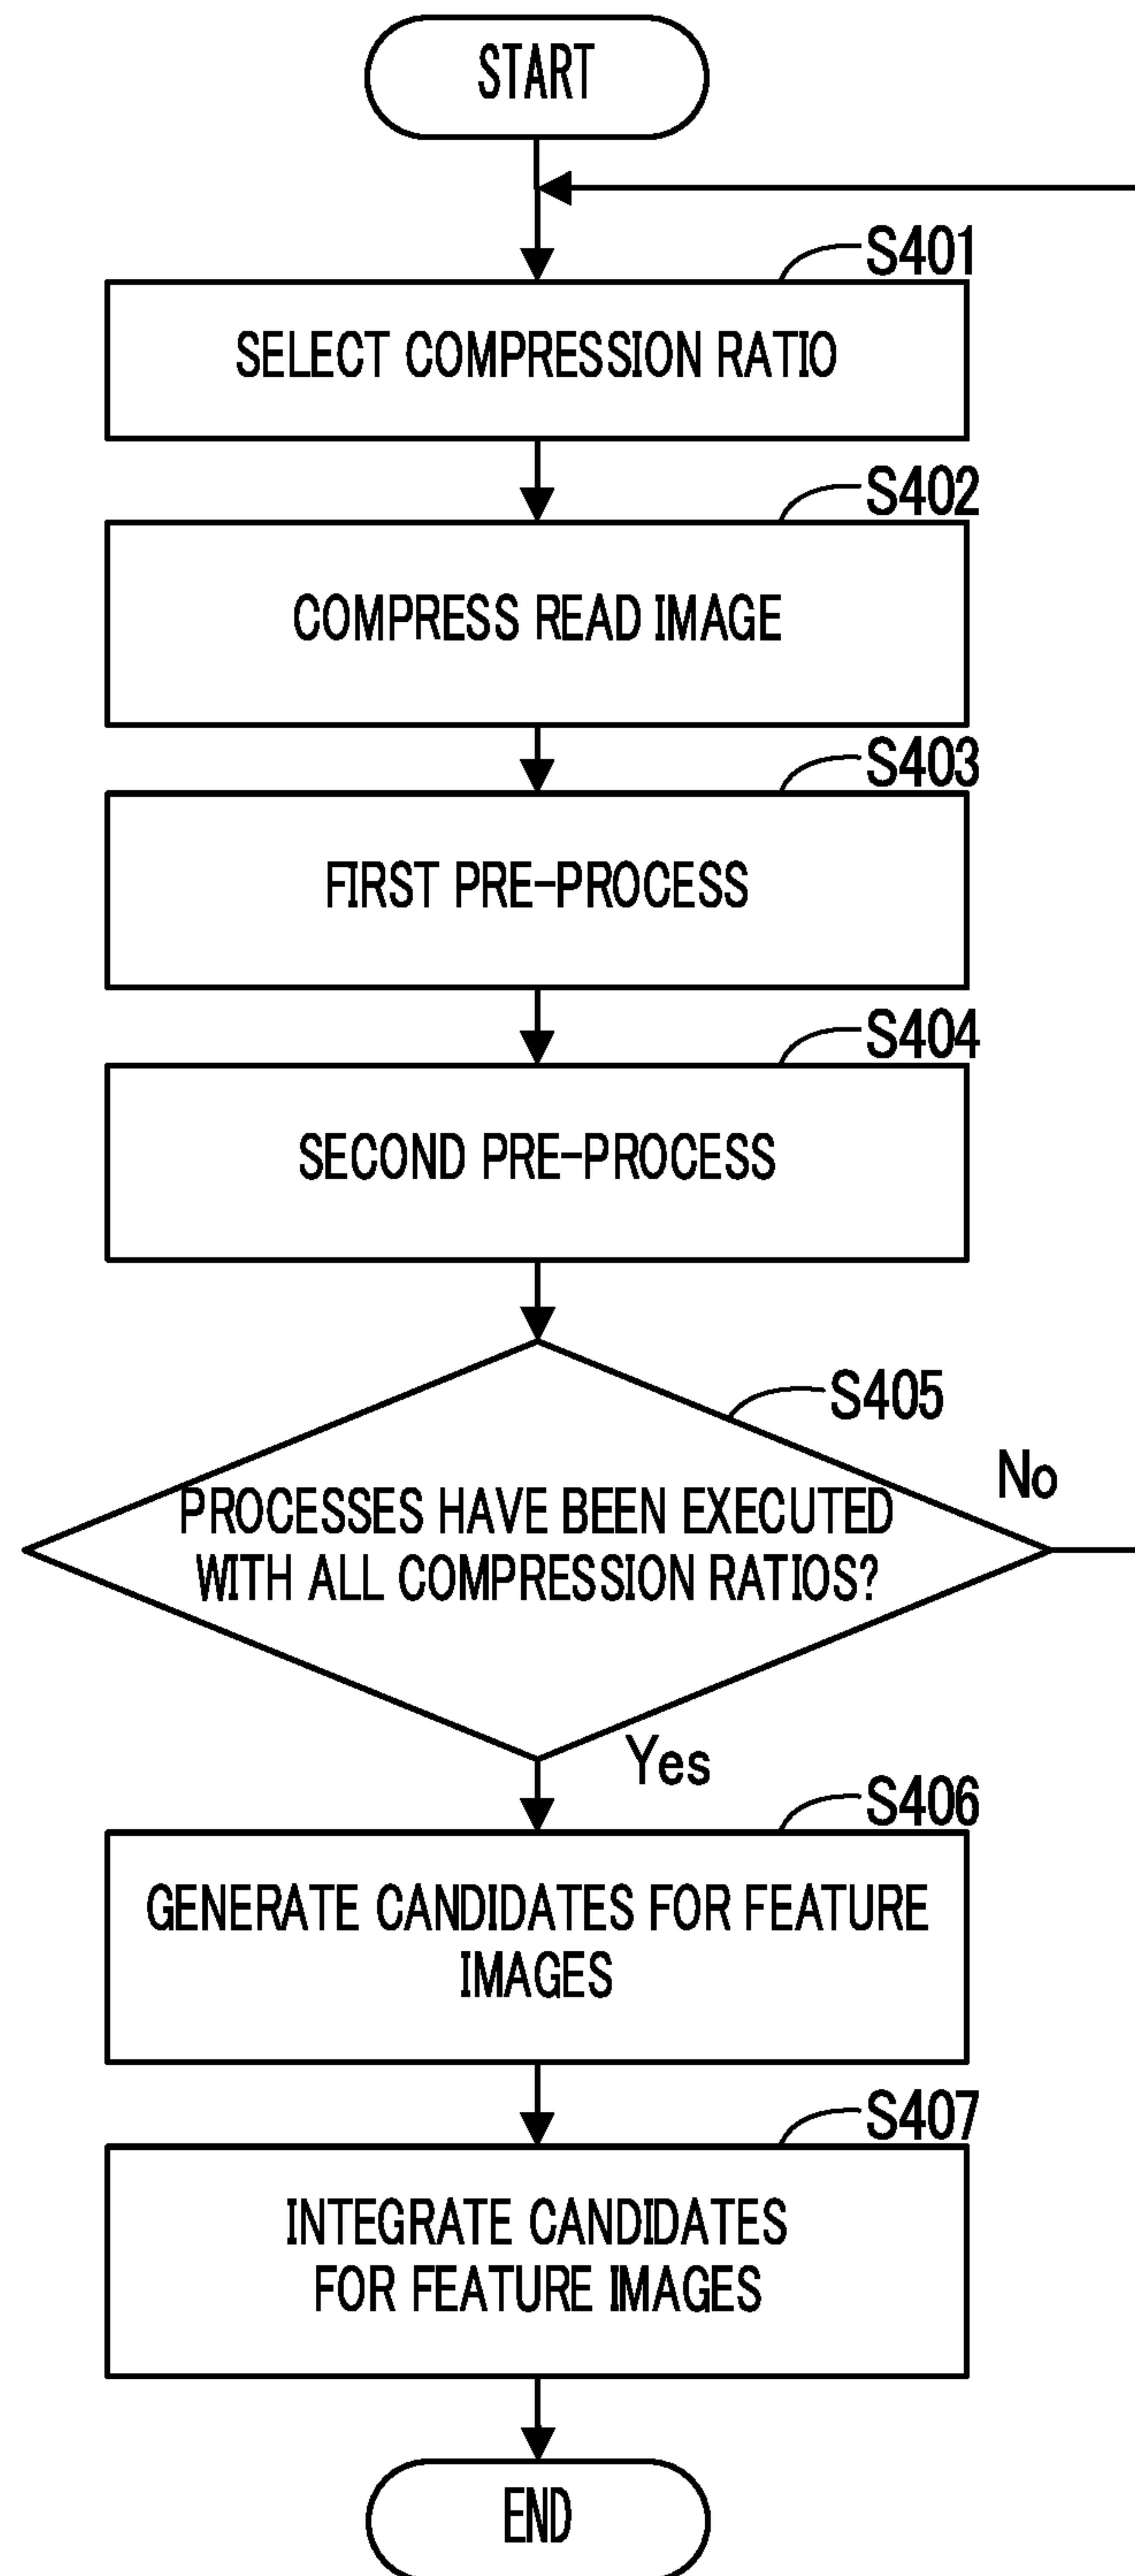 START
S401
SELECT COMPRESSION RATIO
S402
COMPRESS READ IMAGE
S403
FIRST PRE-PROCESS
S404
SECOND PRE-PROCESS
S405
No
PROCESSES HAVE BEEN EXECUTED
WITH ALL COMPRESSION RATIOS?
Yes
S406
GENERATE CANDIDATES FOR FEATURE
IMAGES
S407
INTEGRATE CANDIDATES
FOR FEATURE IMAGES
END